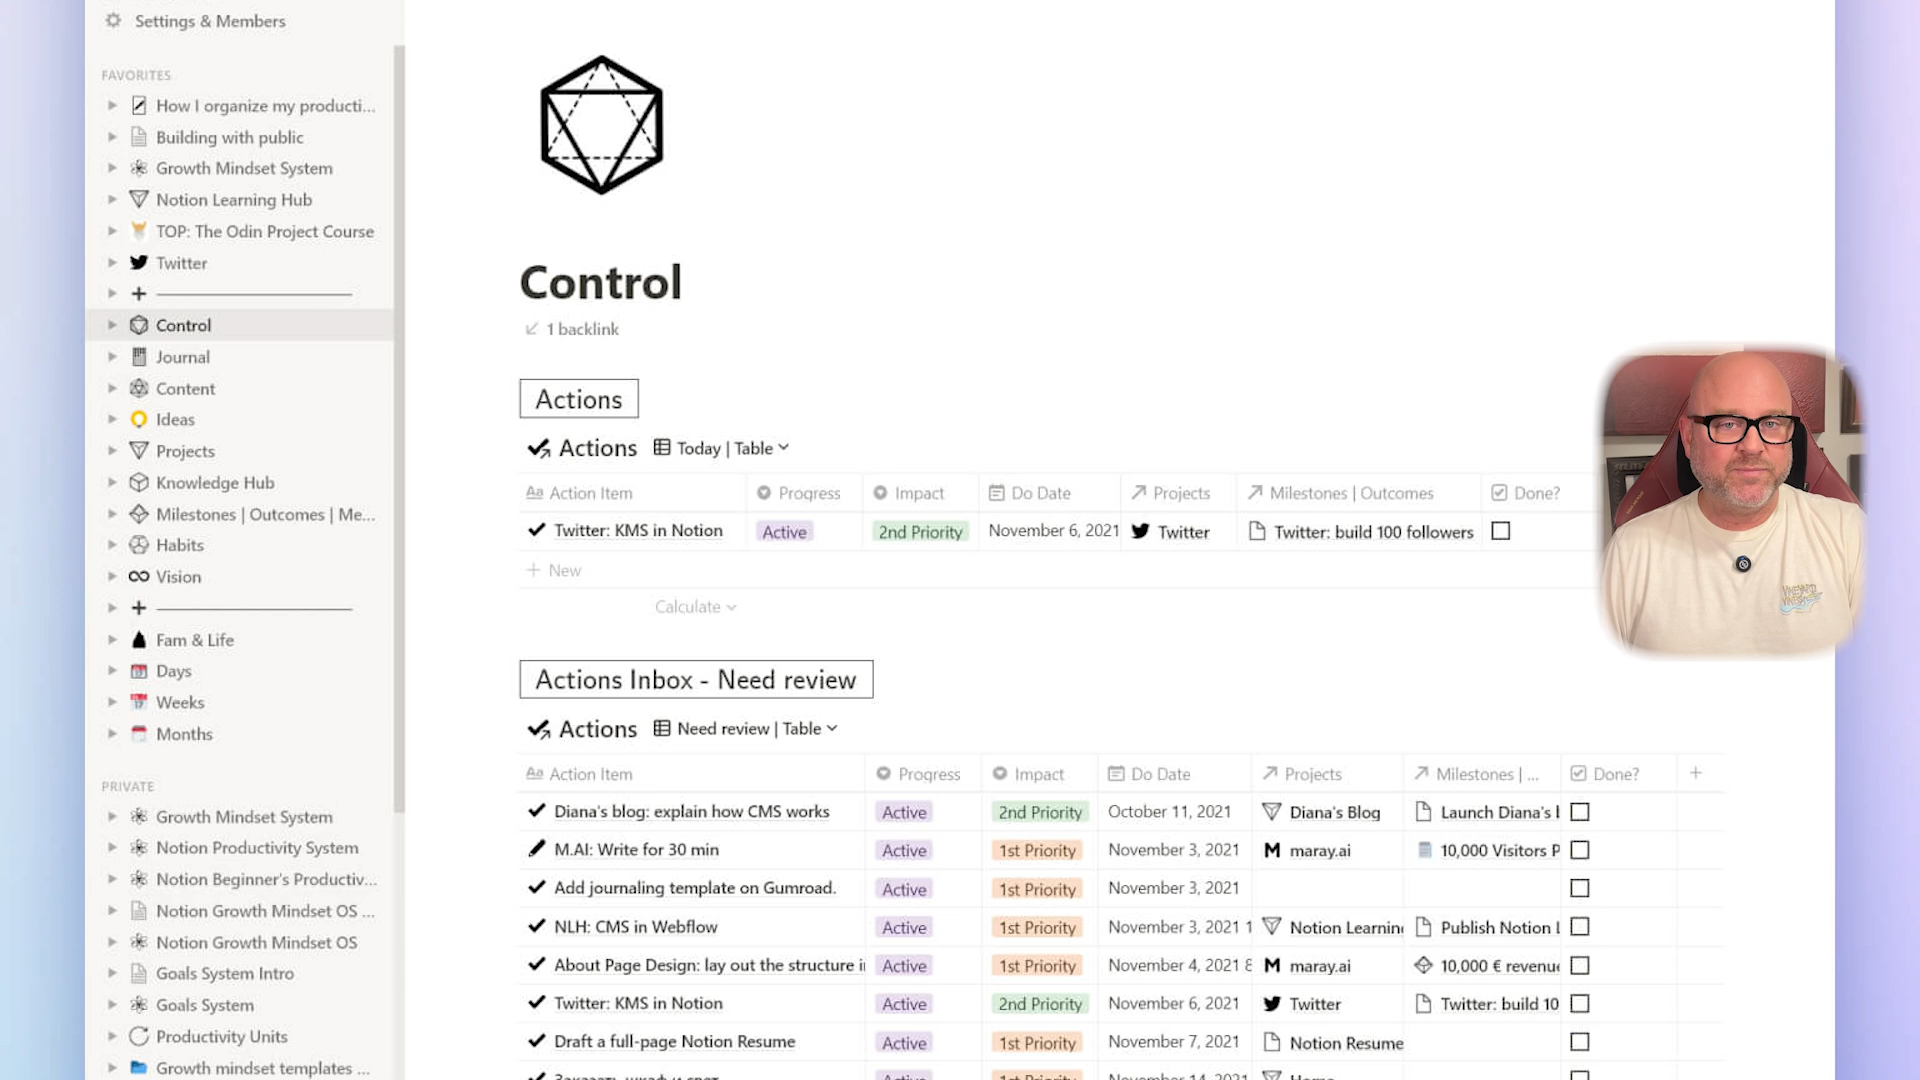 Settings & Members
FAVORITES
How I organize my producti...
Building with public
Growth Mindset System
Notion Learning Hub
TOP: The Odin Project Course
Twitter
Control
Journal
Content
Ideas
Projects
Knowledge Hub
Milestones | Outcomes | Me...
Habits
Vision
Fam & Life
Days
Weeks
Months
PRIVATE
Growth Mindset System
Notion Productivity System
Notion Beginner's Productiv...
Notion Growth Mindset OS ...
Notion Growth Mindset OS
Goals System Intro
Goals System
Productivity Units
Growth mindset templates ...
Control
1 backlink
Actions
Actions Today | Table
Aa Action Item Progress Impact Do Date Projects Milestones | Outcomes Done?
Twitter: KMS in Notion Active 2nd Priority November 6, 2021 Twitter Twitter: build 100 followers
+ New
Calculate
Actions Inbox - Need review
Actions Need review | Table
Aa Action Item Progress Impact Do Date Projects Milestones | ... Done? +
Diana's blog: explain how CMS works Active 2nd Priority October 11, 2021 Diana's Blog Launch Diana's
M.AI: Write for 30 min Active 1st Priority November 3, 2021 M maray.ai 10,000 Visitors P
Add journaling template on Gumroad. Active 1st Priority November 3, 2021
NLH: CMS in Webflow Active 1st Priority November 3, 2021 1 Notion Learnin Publish Notion
About Page Design: lay out the structure i Active 1st Priority November 4, 2021 8 M maray.ai 10,000 € revenue
Twitter: KMS in Notion Active 2nd Priority November 6, 2021 Twitter Twitter: build 10
Draft a full-page Notion Resume Active 1st Priority November 7, 2021 Notion Resume